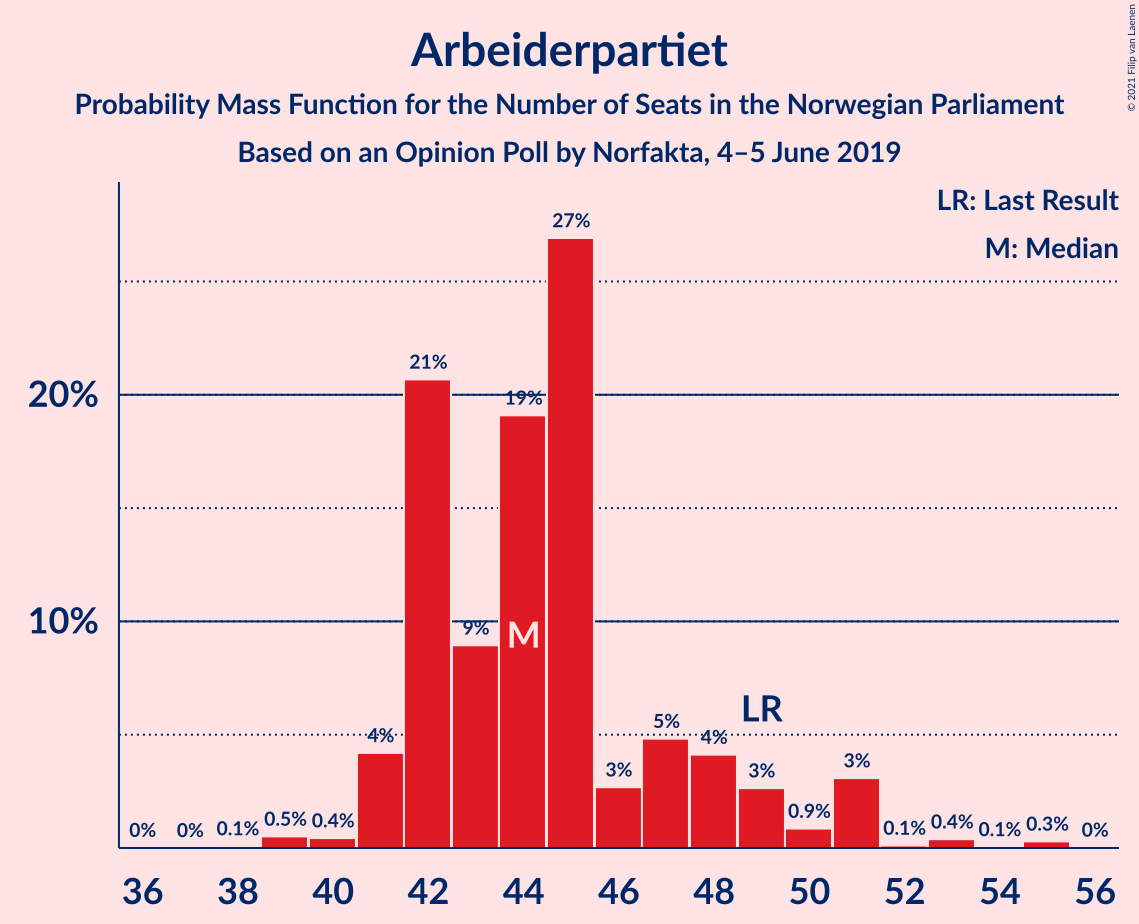 Arbeiderpartiet
Probability Mass Function for the Number of Seats in the Norwegian Parliament
Based on an Opinion Poll by Norfakta, 4–5 June 2019
© 2021 Filip van Laenen
LR: Last Result
M: Median
20%
10%
0%
0%
0.1%
0.5%
0.4%
4%
21%
9%
19%
M
27%
3%
5%
4%
LR
3%
0.9%
3%
0.1%
0.4%
0.1%
0.3%
0%
36 38 40 42 44 46 48 50 52 54 56